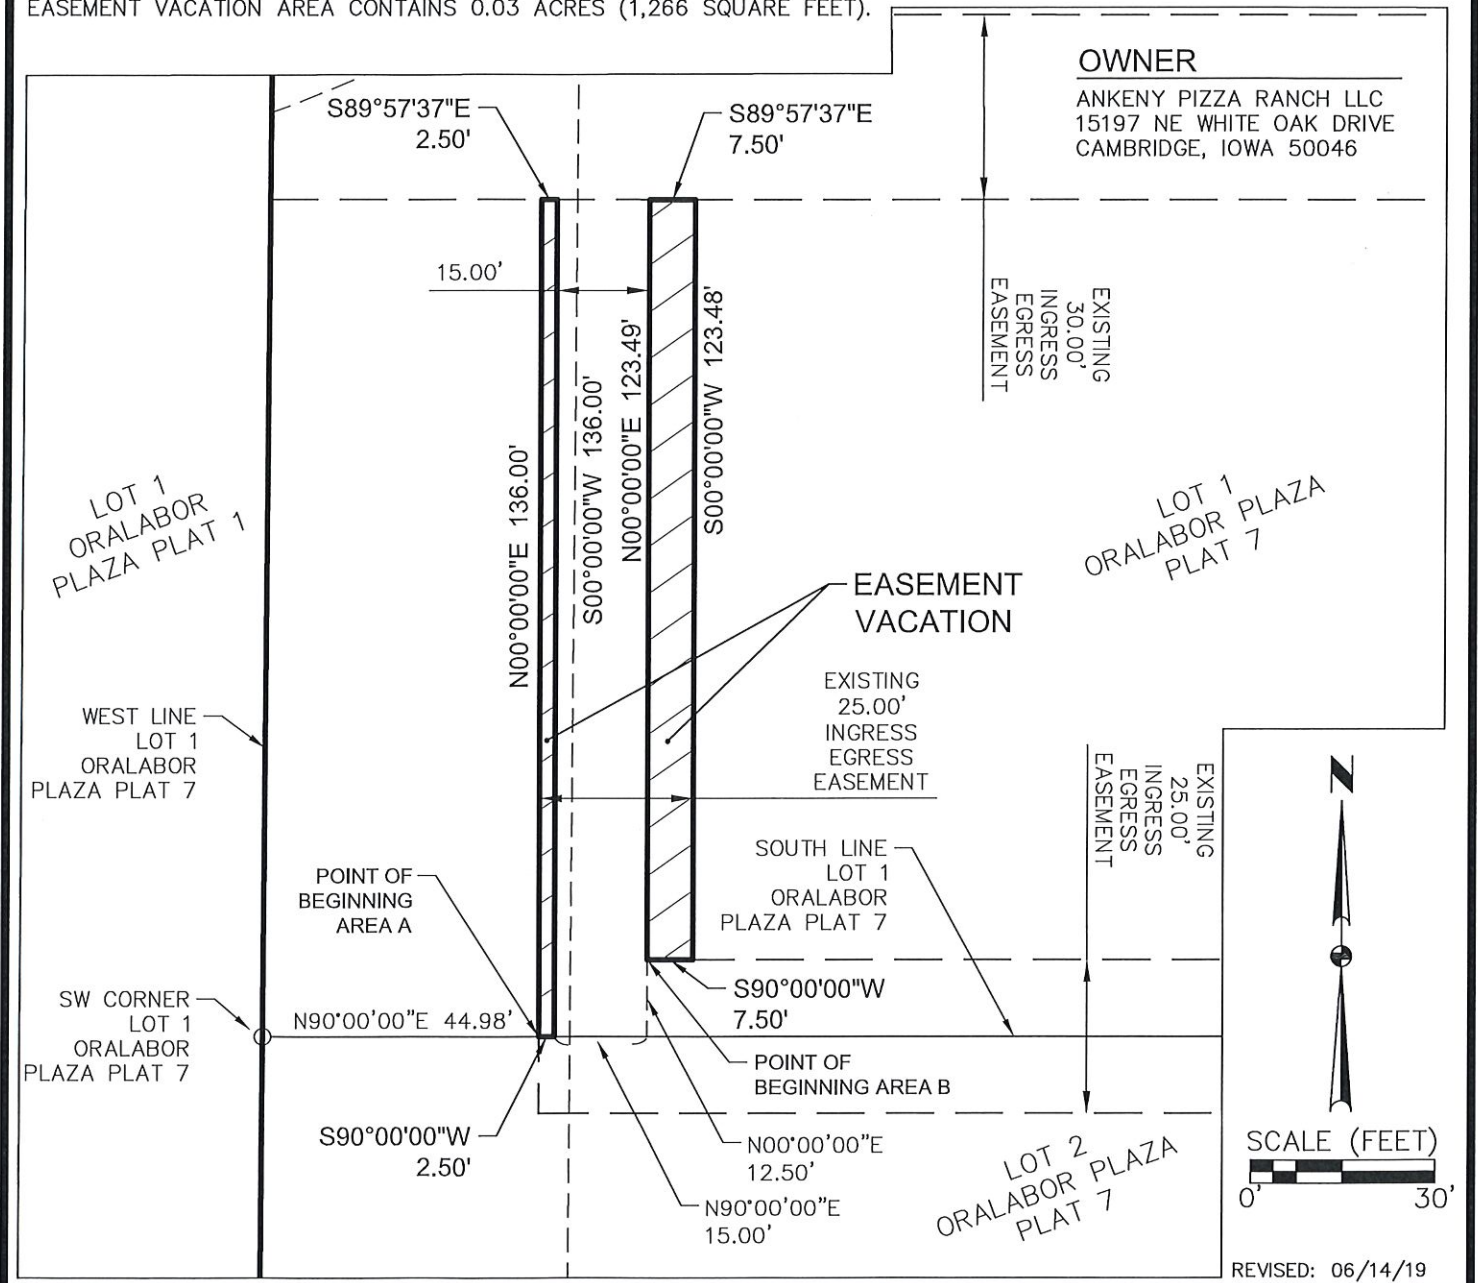 EASEMENT VACATION AREA CONTAINS 0.03 ACRES (1,266 SQUARE FEET).
OWNER
ANKENY PIZZA RANCH LLC
15197 NE WHITE OAK DRIVE
CAMBRIDGE, IOWA 50046
S89°57'37"E
2.50'
S89°57'37"E
7.50'
15.00'
EXISTING
30.00'
INGRESS
EGRESS
EASEMENT
N00°00'00"E 136.00'
S00°00'00"W 136.00'
N00°00'00"E 123.49'
S00°00'00"W 123.48'
LOT 1
ORALABOR
PLAZA PLAT 1
LOT 1
ORALABOR PLAZA
PLAT 7
EASEMENT
VACATION
EXISTING
25.00'
INGRESS
EGRESS
EASEMENT
WEST LINE
LOT 1
ORALABOR
PLAZA PLAT 7
EXISTING
25.00'
INGRESS
EGRESS
EASEMENT
N
SOUTH LINE
LOT 1
ORALABOR
PLAZA PLAT 7
POINT OF
BEGINNING
AREA A
SW CORNER
LOT 1
ORALABOR
PLAZA PLAT 7
N90°00'00"E 44.98'
S90°00'00"W
7.50'
POINT OF
BEGINNING AREA B
S90°00'00"W
2.50'
N00°00'00"E
12.50'
N90°00'00"E
15.00'
LOT 2
ORALABOR PLAZA
PLAT 7
SCALE (FEET)
0' 30'
REVISED: 06/14/19